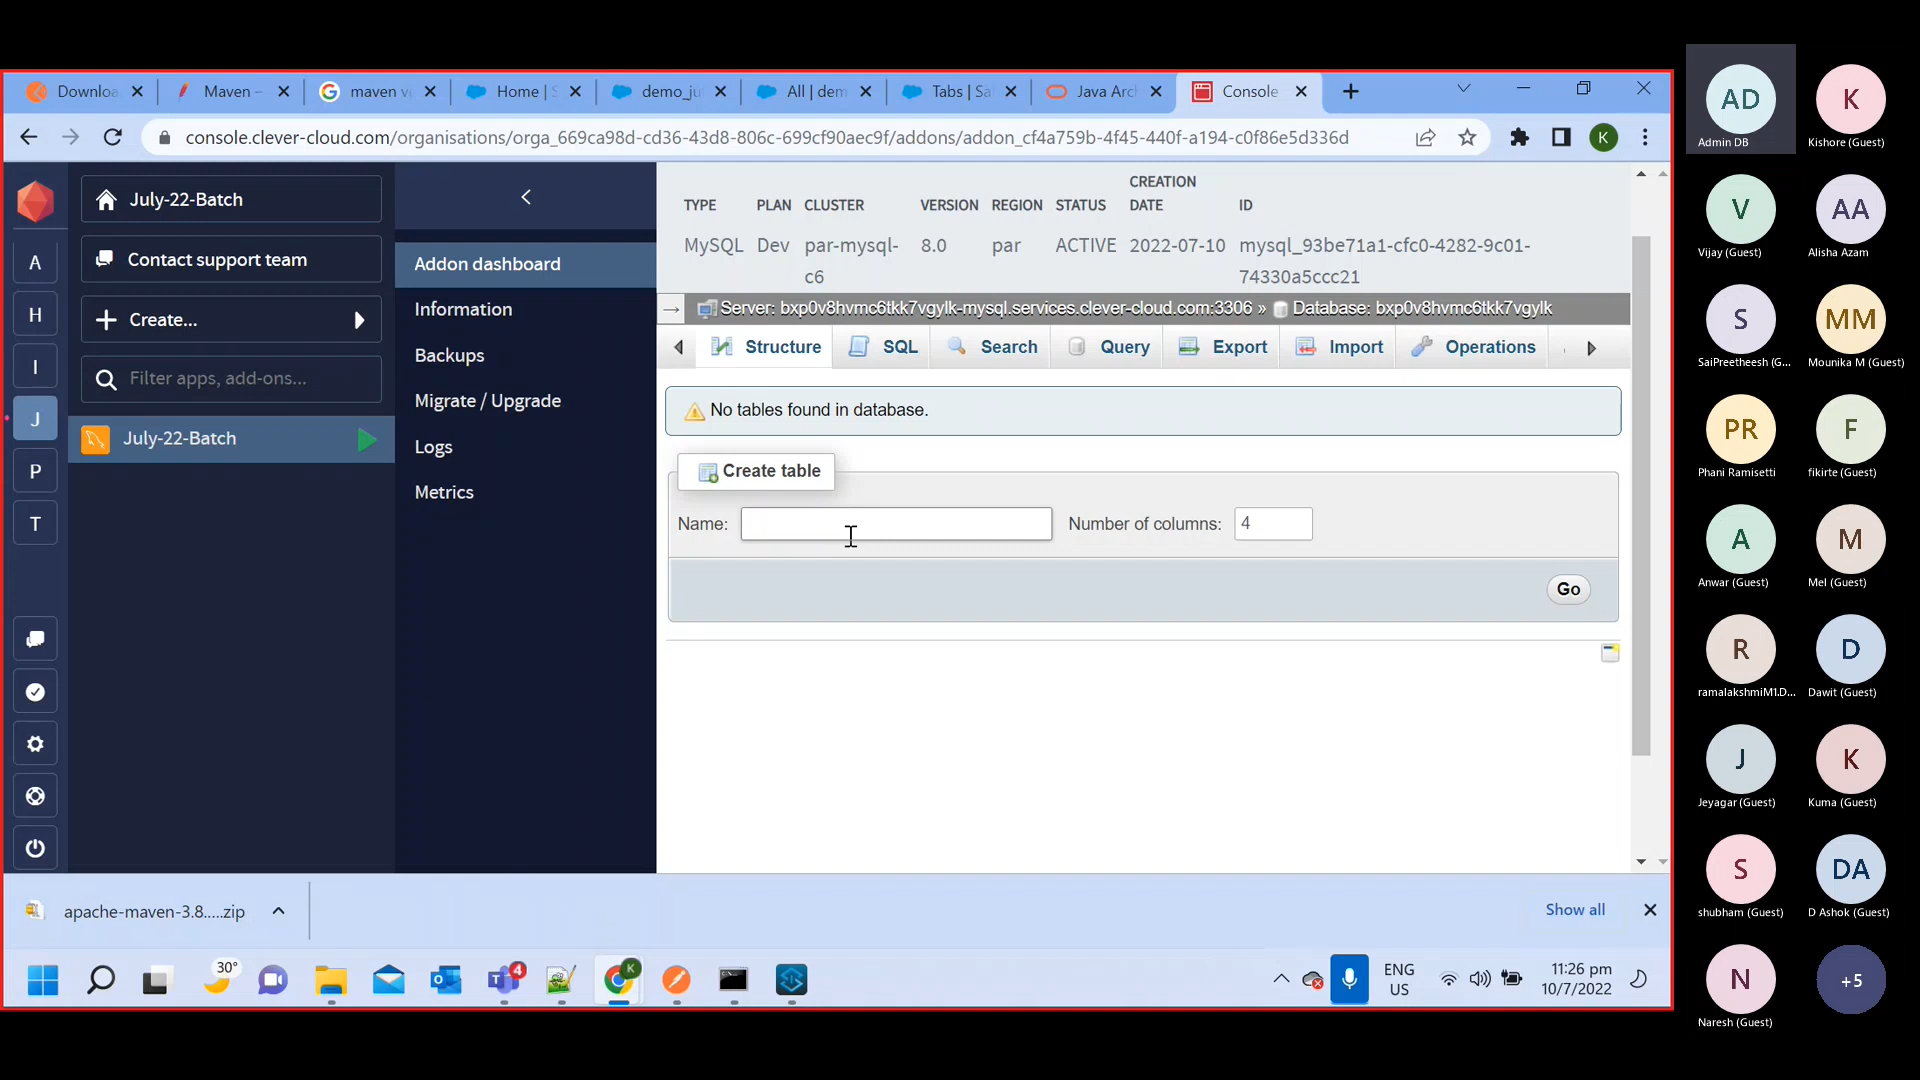 Downloa
Maven –
maven v
Home | S
demo_ju
All | dem
Tabs | Sa
Java Arc
Console
console.clever-cloud.com/organisations/orga_669ca98d-cd36-43d8-806c-699cf90aec9f/addons/addon_cf4a759b-4f45-440f-a194-c0f86e5d336d
K
A
H
I
J
P
T
July-22-Batch
Contact support team
Create...
Filter apps, add-ons...
July-22-Batch
Addon dashboard
Information
Backups
Migrate / Upgrade
Logs
Metrics
TYPE PLAN CLUSTER VERSION REGION STATUS CREATION DATE ID
MySQL Dev par-mysql-c6 8.0 par ACTIVE 2022-07-10 mysql_93be71a1-cfc0-4282-9c01-74330a5ccc21
Server: bxp0v8hvmc6tkk7vgylk-mysql.services.clever-cloud.com:3306 » Database: bxp0v8hvmc6tkk7vgylk
Structure SQL Search Query Export Import Operations
No tables found in database.
Create table
Name: Number of columns: 4
Go
apache-maven-3.8.....zip
Show all
30°
4
K
ENG
US
11:26 pm
10/7/2022
AD
Admin DB
K
Kishore (Guest)
V
Vijay (Guest)
AA
Alisha Azam
S
SaiPreetheesh (G...
MM
Mounika M (Guest)
PR
Phani Ramisetti
F
fikirte (Guest)
A
Anwar (Guest)
M
Mel (Guest)
R
ramalakshmiM1.D...
D
Dawit (Guest)
J
Jeyagar (Guest)
K
Kuma (Guest)
S
shubham (Guest)
DA
D Ashok (Guest)
N
Naresh (Guest)
+5